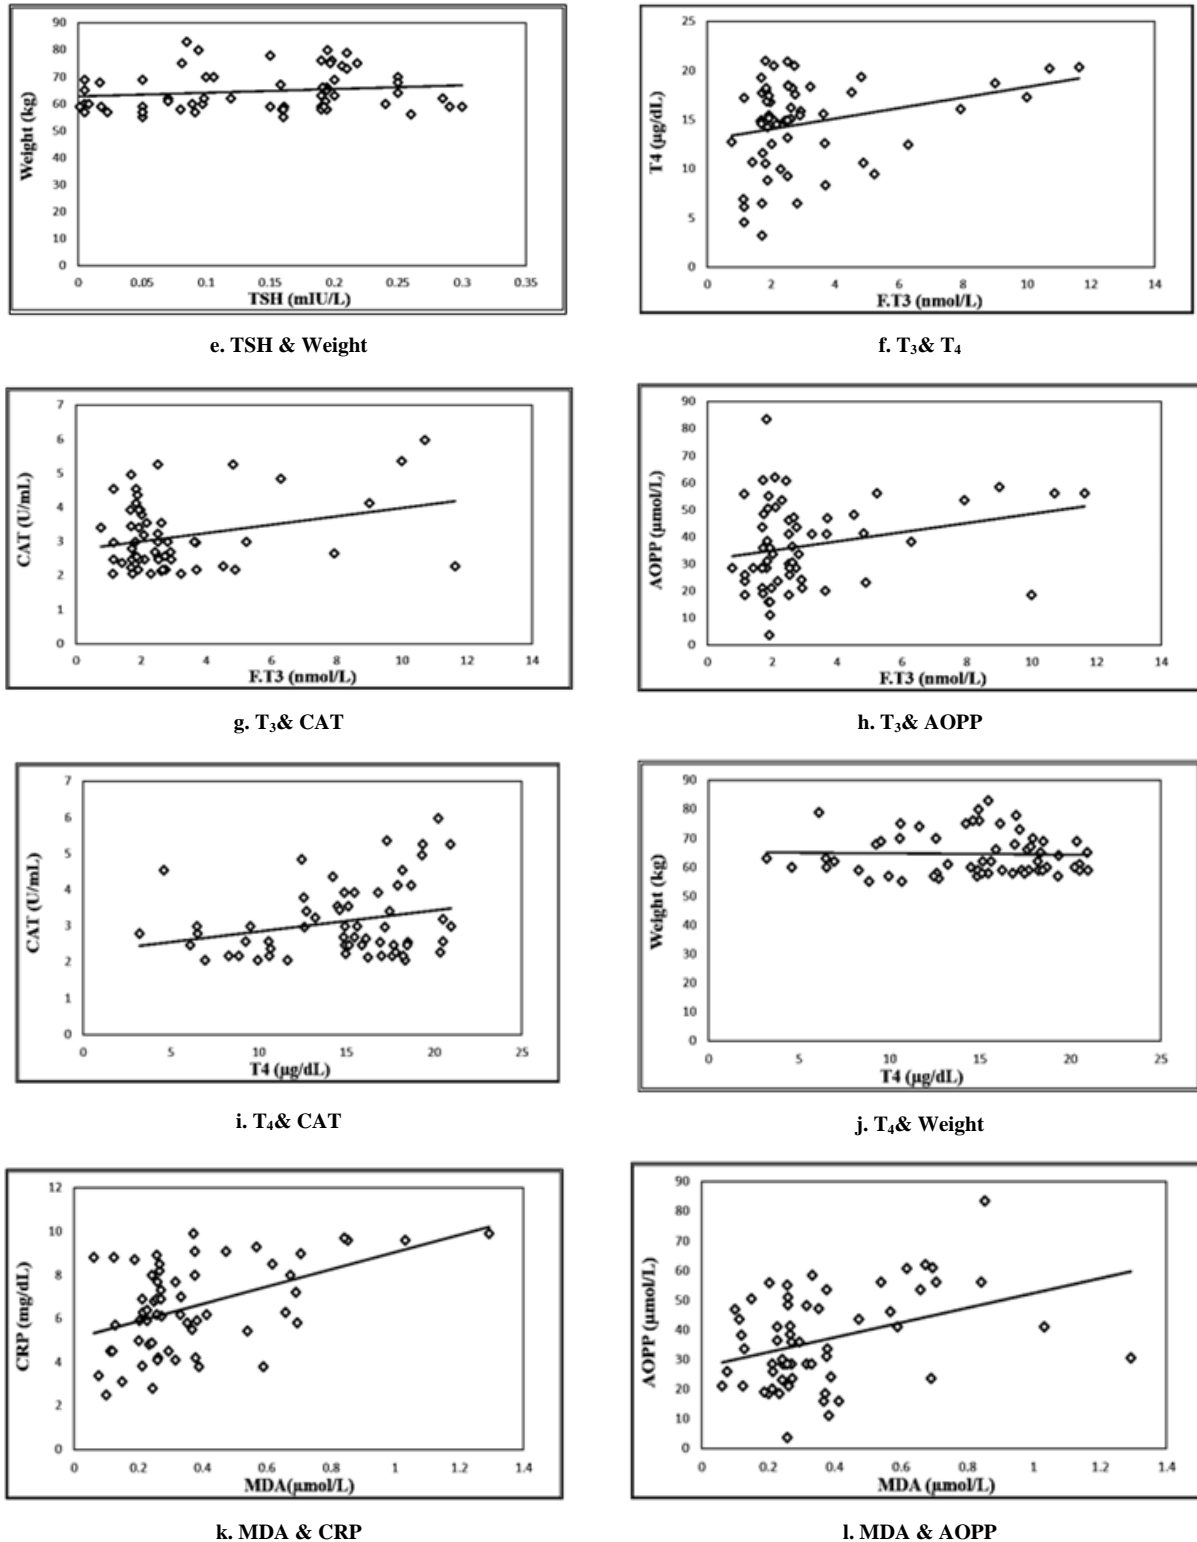 90
80
70
60
50
40
30
20
10
0
Weight (kg)
0 0.05 0.1 0.15 0.2 0.25 0.3 0.35
TSH (mIU/L)
e. TSH & Weight
25
20
15
10
5
0
T4 (µg/dL)
0 2 4 6 8 10 12 14
F.T3 (nmol/L)
f. T3& T4
7
6
5
4
3
2
1
0
CAT (U/mL)
0 2 4 6 8 10 12 14
F.T3 (nmol/L)
g. T3& CAT
90
80
70
60
50
40
30
20
10
0
AOPP (µmol/L)
0 2 4 6 8 10 12 14
F.T3 (nmol/L)
h. T3& AOPP
7
6
5
4
3
2
1
0
CAT (U/mL)
0 5 10 15 20 25
T4 (µg/dL)
i. T4& CAT
90
80
70
60
50
40
30
20
10
0
Weight (kg)
0 5 10 15 20 25
T4 (µg/dL)
j. T4& Weight
12
10
8
6
4
2
0
CRP (mg/dL)
0 0.2 0.4 0.6 0.8 1 1.2 1.4
MDA(µmol/L)
k. MDA & CRP
90
80
70
60
50
40
30
20
10
0
AOPP (µmol/L)
0 0.2 0.4 0.6 0.8 1 1.2 1.4
MDA (µmol/L)
l. MDA & AOPP